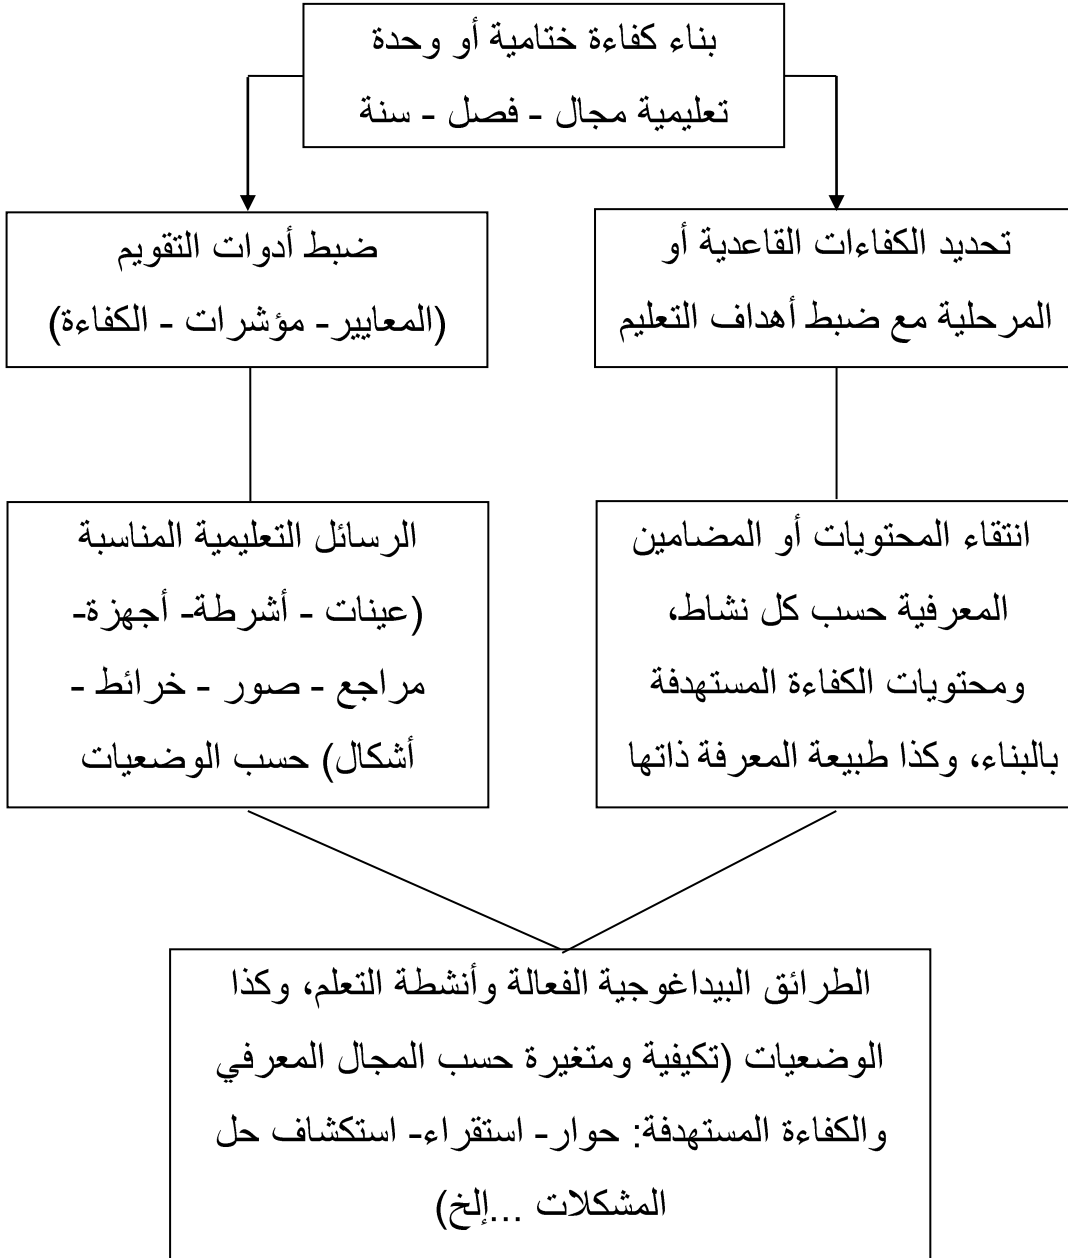 بناء كفاءة ختامية أو وحدة
تعليمية مجال - فصل - سنة
تحديد الكفاءات القاعدية أو
المرحلية مع ضبط أهداف التعليم
ضبط أدوات التقويم
(المعايير- مؤشرات - الكفاءة)
انتقاء المحتويات أو المضامين
المعرفية حسب كل نشاط،
ومحتويات الكفاءة المستهدفة
بالبناء، وكذا طبيعة المعرفة ذاتها
الرسائل التعليمية المناسبة
(عينات - أشرطة- أجهزة-
مراجع - صور - خرائط -
أشكال) حسب الوضعيات
الطرائق البيداغوجية الفعالة وأنشطة التعلم، وكذا
الوضعيات (تكيفية ومتغيرة حسب المجال المعرفي
والكفاءة المستهدفة: حوار- استقراء- استكشاف حل
المشكلات ...إلخ)